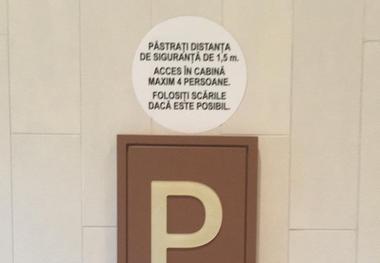 PĂSTRAȚI DISTANȚA
DE SIGURANȚĂ DE 1,5 m.
ACCES ÎN CABINĂ
MAXIM 4 PERSOANE.
FOLOSIȚI SCĂRILE
DACĂ ESTE POSIBIL.
P